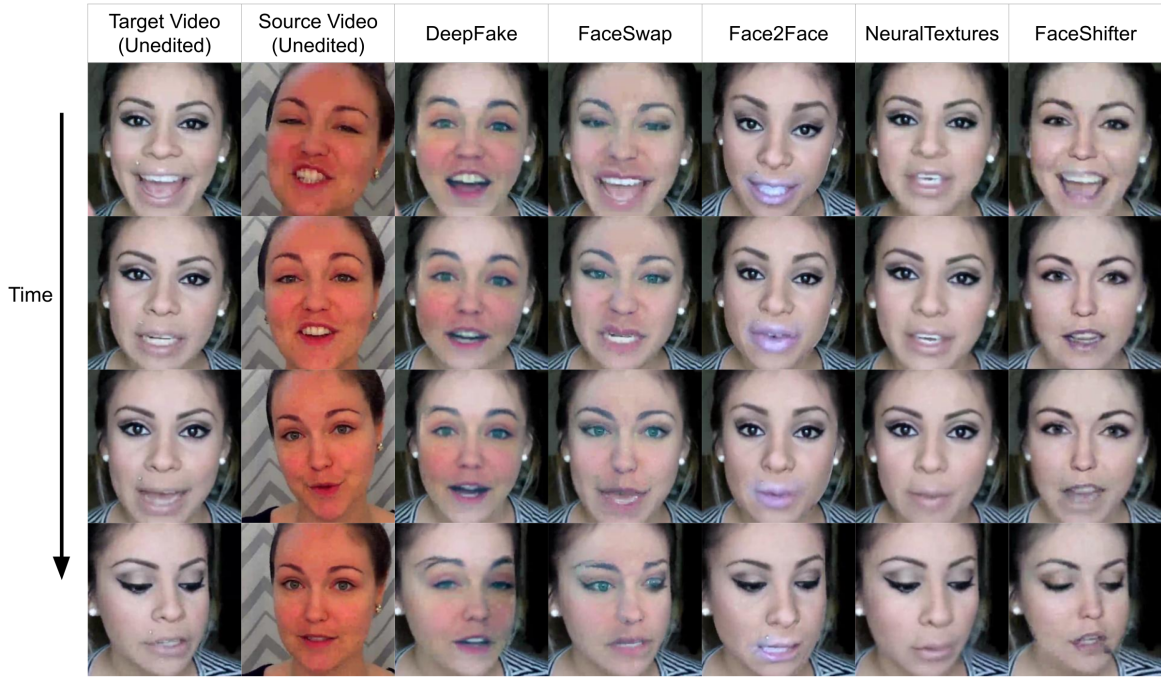 Target Video
(Unedited)
Source Video
(Unedited)
DeepFake
FaceSwap
Face2Face
NeuralTextures
FaceShifter
Time